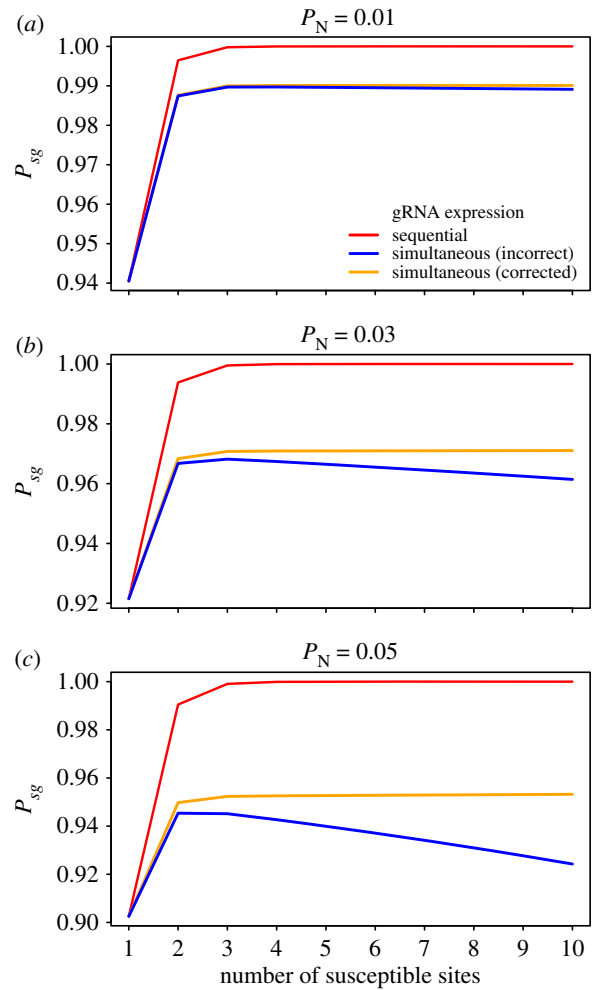 (a) P_N = 0.01
1.00
0.99
0.98
0.97
0.96
0.95
0.94
P_sg
gRNA expression
sequential
simultaneous (incorrect)
simultaneous (corrected)
(b) P_N = 0.03
1.00
0.98
0.96
0.94
0.92
P_sg
(c) P_N = 0.05
1.00
0.98
0.96
0.94
0.92
0.90
P_sg
1 2 3 4 5 6 7 8 9 10
number of susceptible sites